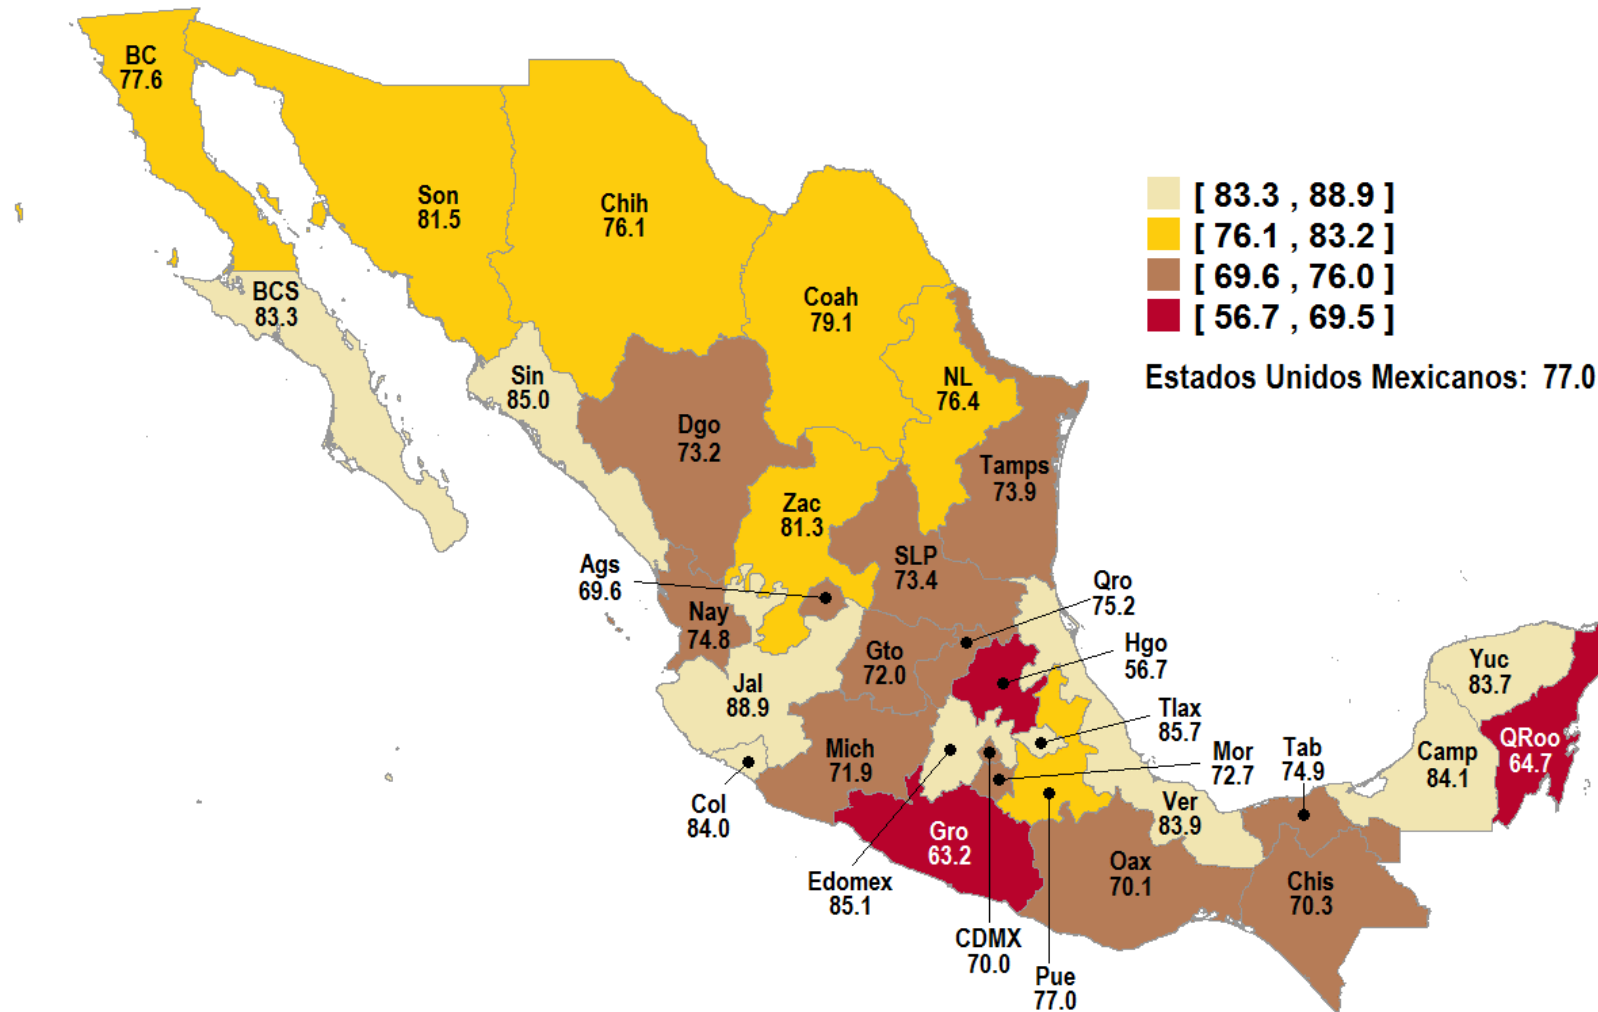 BC
77.6
Son
81.5
Chih
76.1
[ 83.3 , 88.9 ]
[ 76.1 , 83.2 ]
[ 69.6 , 76.0 ]
[ 56.7 , 69.5 ]
Estados Unidos Mexicanos: 77.0
BCS
83.3
Coah
79.1
Sin
85.0
NL
76.4
Dgo
73.2
Tamps
73.9
Zac
81.3
SLP
73.4
Ags
69.6
Qro
75.2
Nay
74.8
Gto
72.0
Hgo
56.7
Yuc
83.7
Jal
88.9
Tlax
85.7
Mich
71.9
Mor
72.7
Tab
74.9
Camp
84.1
QRoo
64.7
Col
84.0
Ver
83.9
Gro
63.2
Oax
70.1
Chis
70.3
Edomex
85.1
CDMX
70.0
Pue
77.0